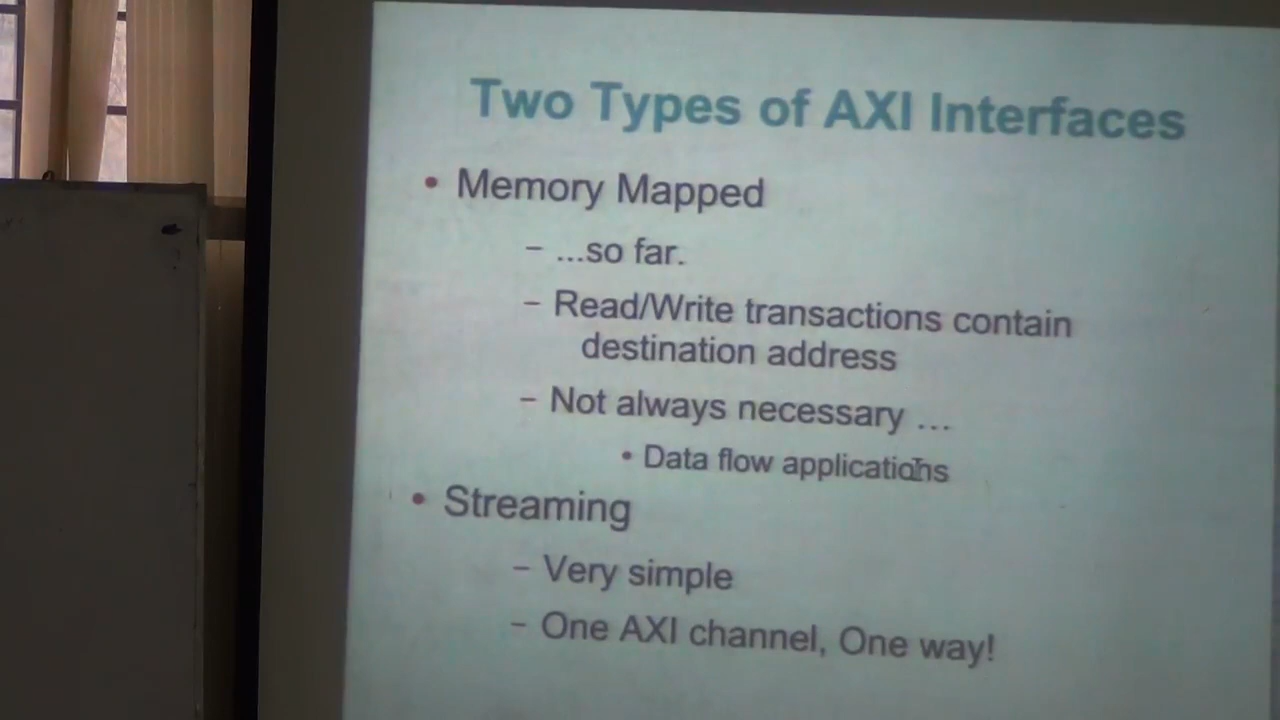 Two Types of AXI Interfaces
• Memory Mapped
– ...so far.
– Read/Write transactions contain
destination address
– Not always necessary ...
• Data flow applications
• Streaming
– Very simple
– One AXI channel, One way!